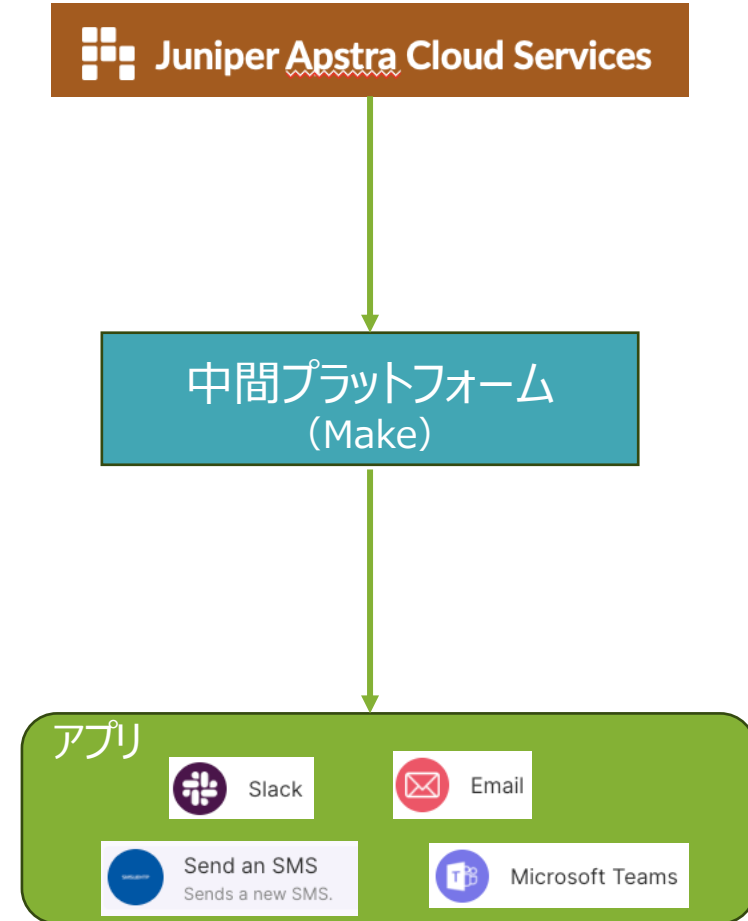 Juniper Apstra Cloud Services
中間プラットフォーム
（Make）
アプリ
Slack
Email
Send an SMS
Sends a new SMS.
Microsoft Teams